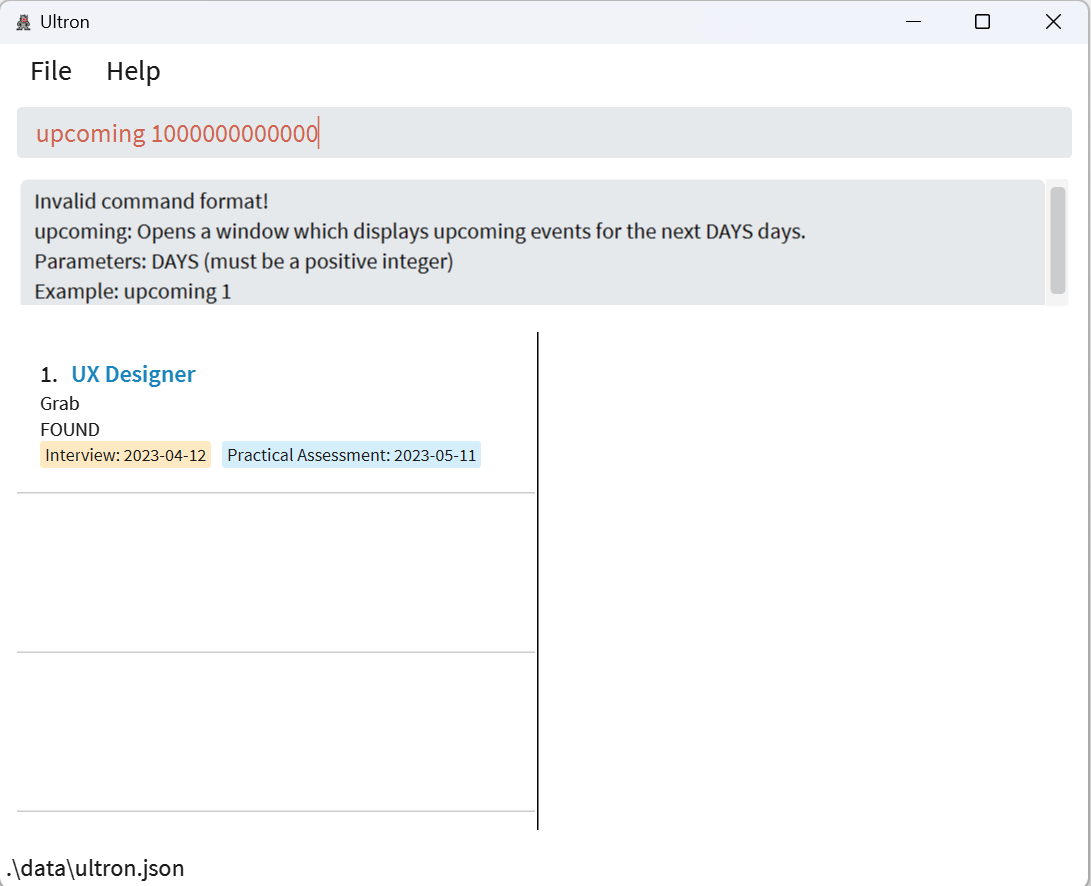 Ultron
File Help
upcoming 1000000000000
Invalid command format!
upcoming: Opens a window which displays upcoming events for the next DAYS days.
Parameters: DAYS (must be a positive integer)
Example: upcoming 1
1. UX Designer
Grab
FOUND
Interview: 2023-04-12 Practical Assessment: 2023-05-11
.\data\ultron.json